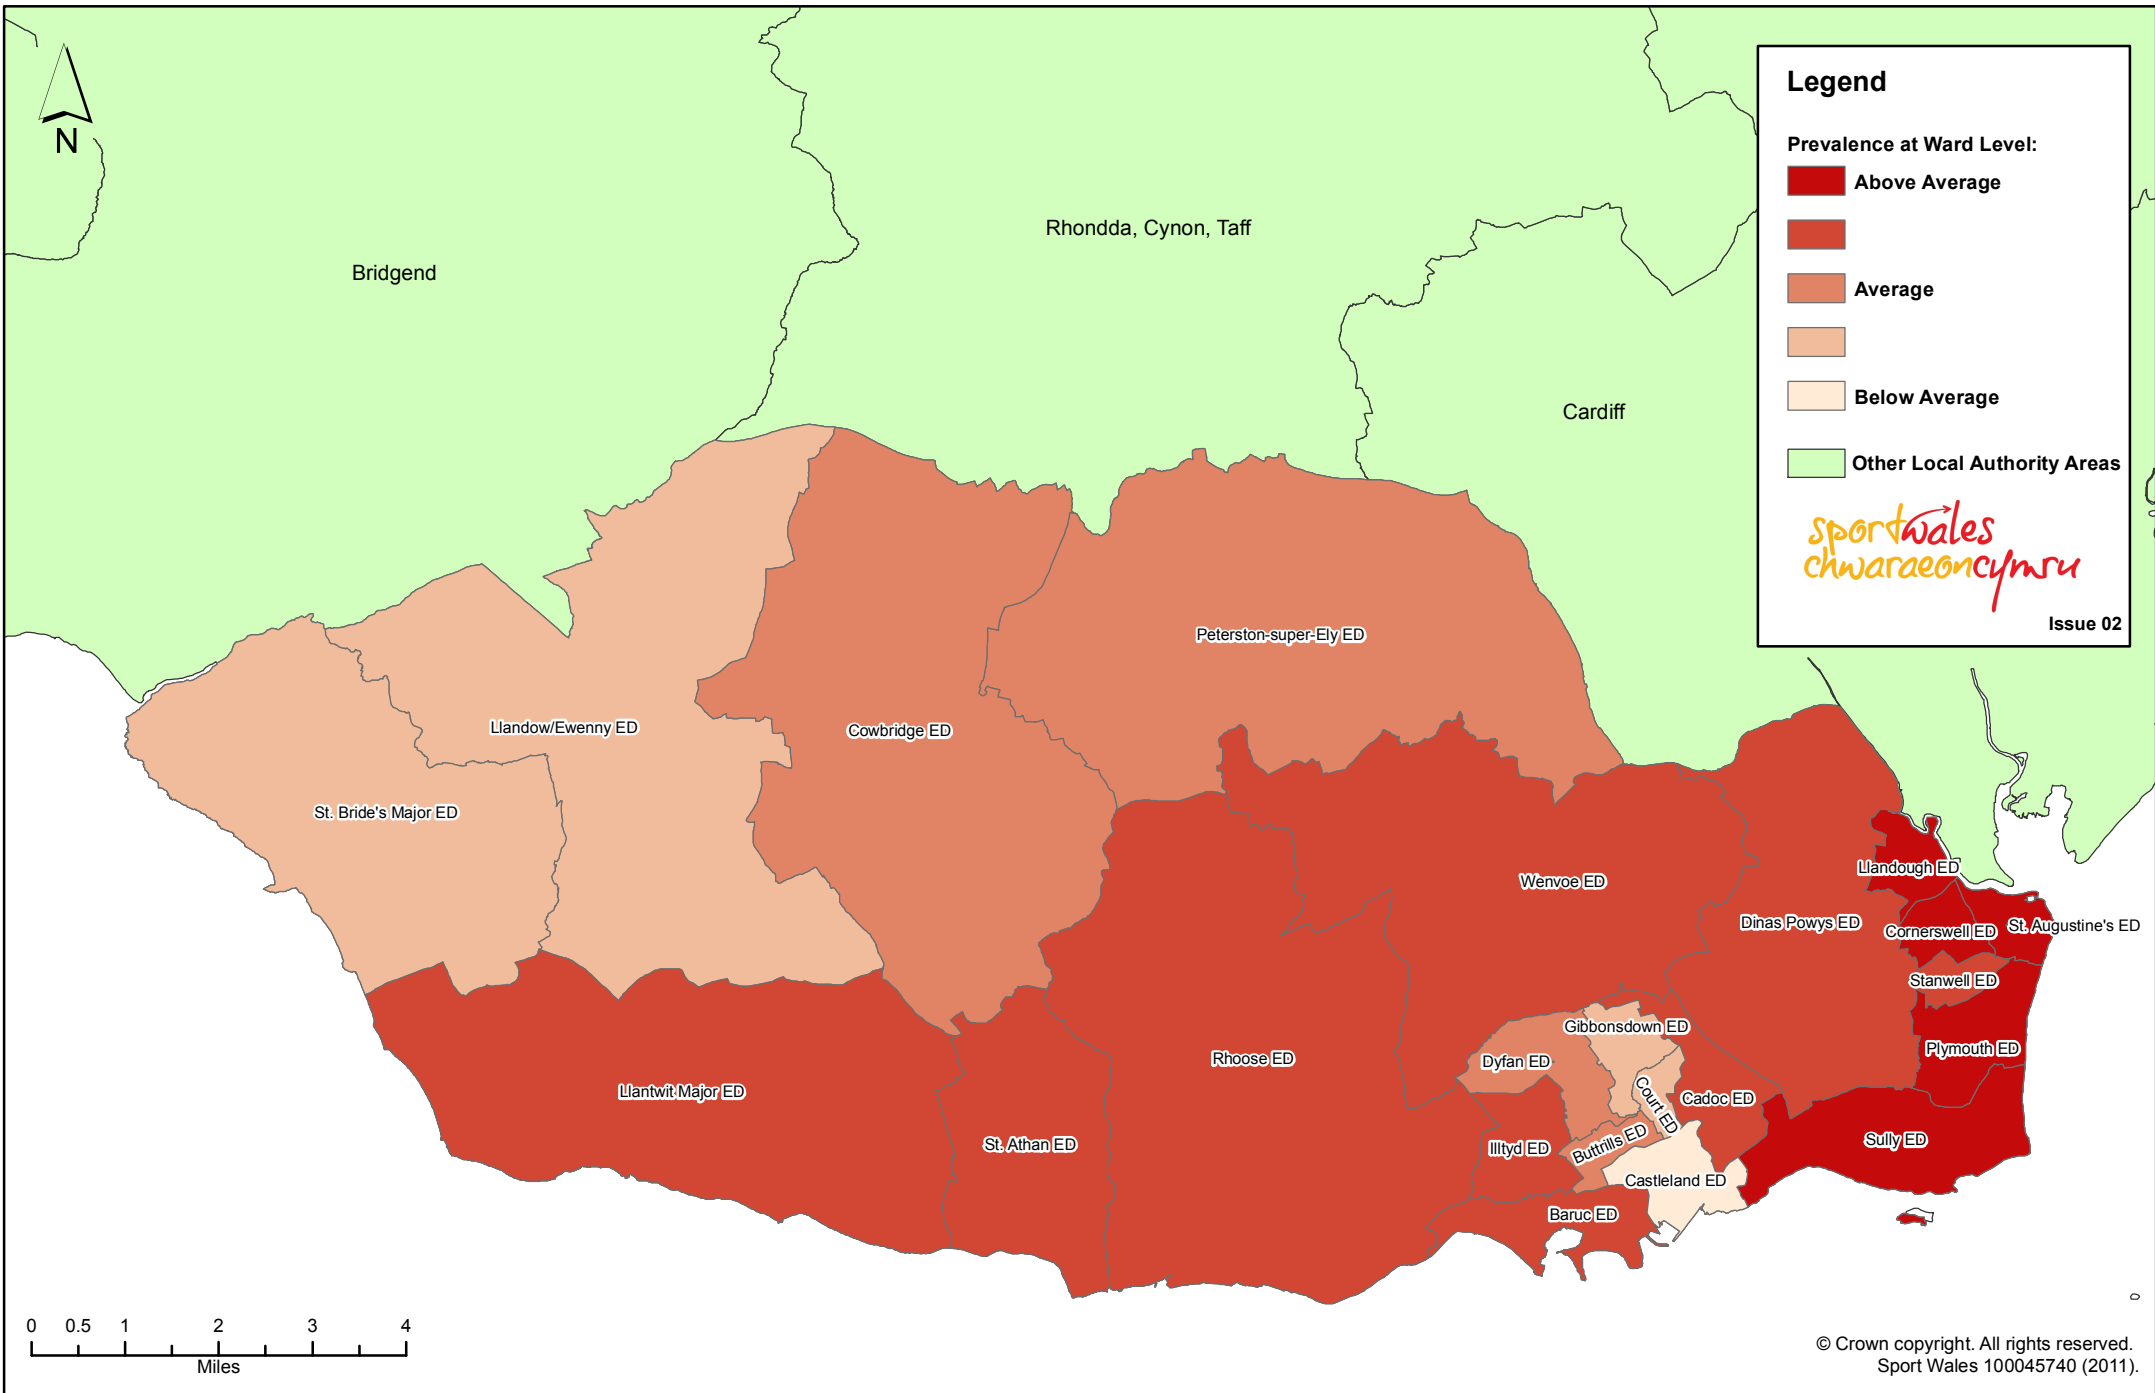 N
Bridgend
Rhondda, Cynon, Taff
Cardiff
Legend
Prevalence at Ward Level:
Above Average
Average
Below Average
Other Local Authority Areas
sportwales
chwaraeoncymru
Issue 02
Peterston-super-Ely ED
Llandow/Ewenny ED
Cowbridge ED
St. Bride's Major ED
Wenvoe ED
Llandough ED
Dinas Powys ED
Cornerswell ED
St. Augustine's ED
Stanwell ED
Gibbonsdown ED
Plymouth ED
Rhoose ED
Dyfan ED
Llantwit Major ED
Court ED
Cadoc ED
St. Athan ED
Illtyd ED
Buttrills ED
Sully ED
Castleland ED
Baruc ED
0 0.5 1 2 3 4
Miles
© Crown copyright. All rights reserved.
Sport Wales 100045740 (2011).